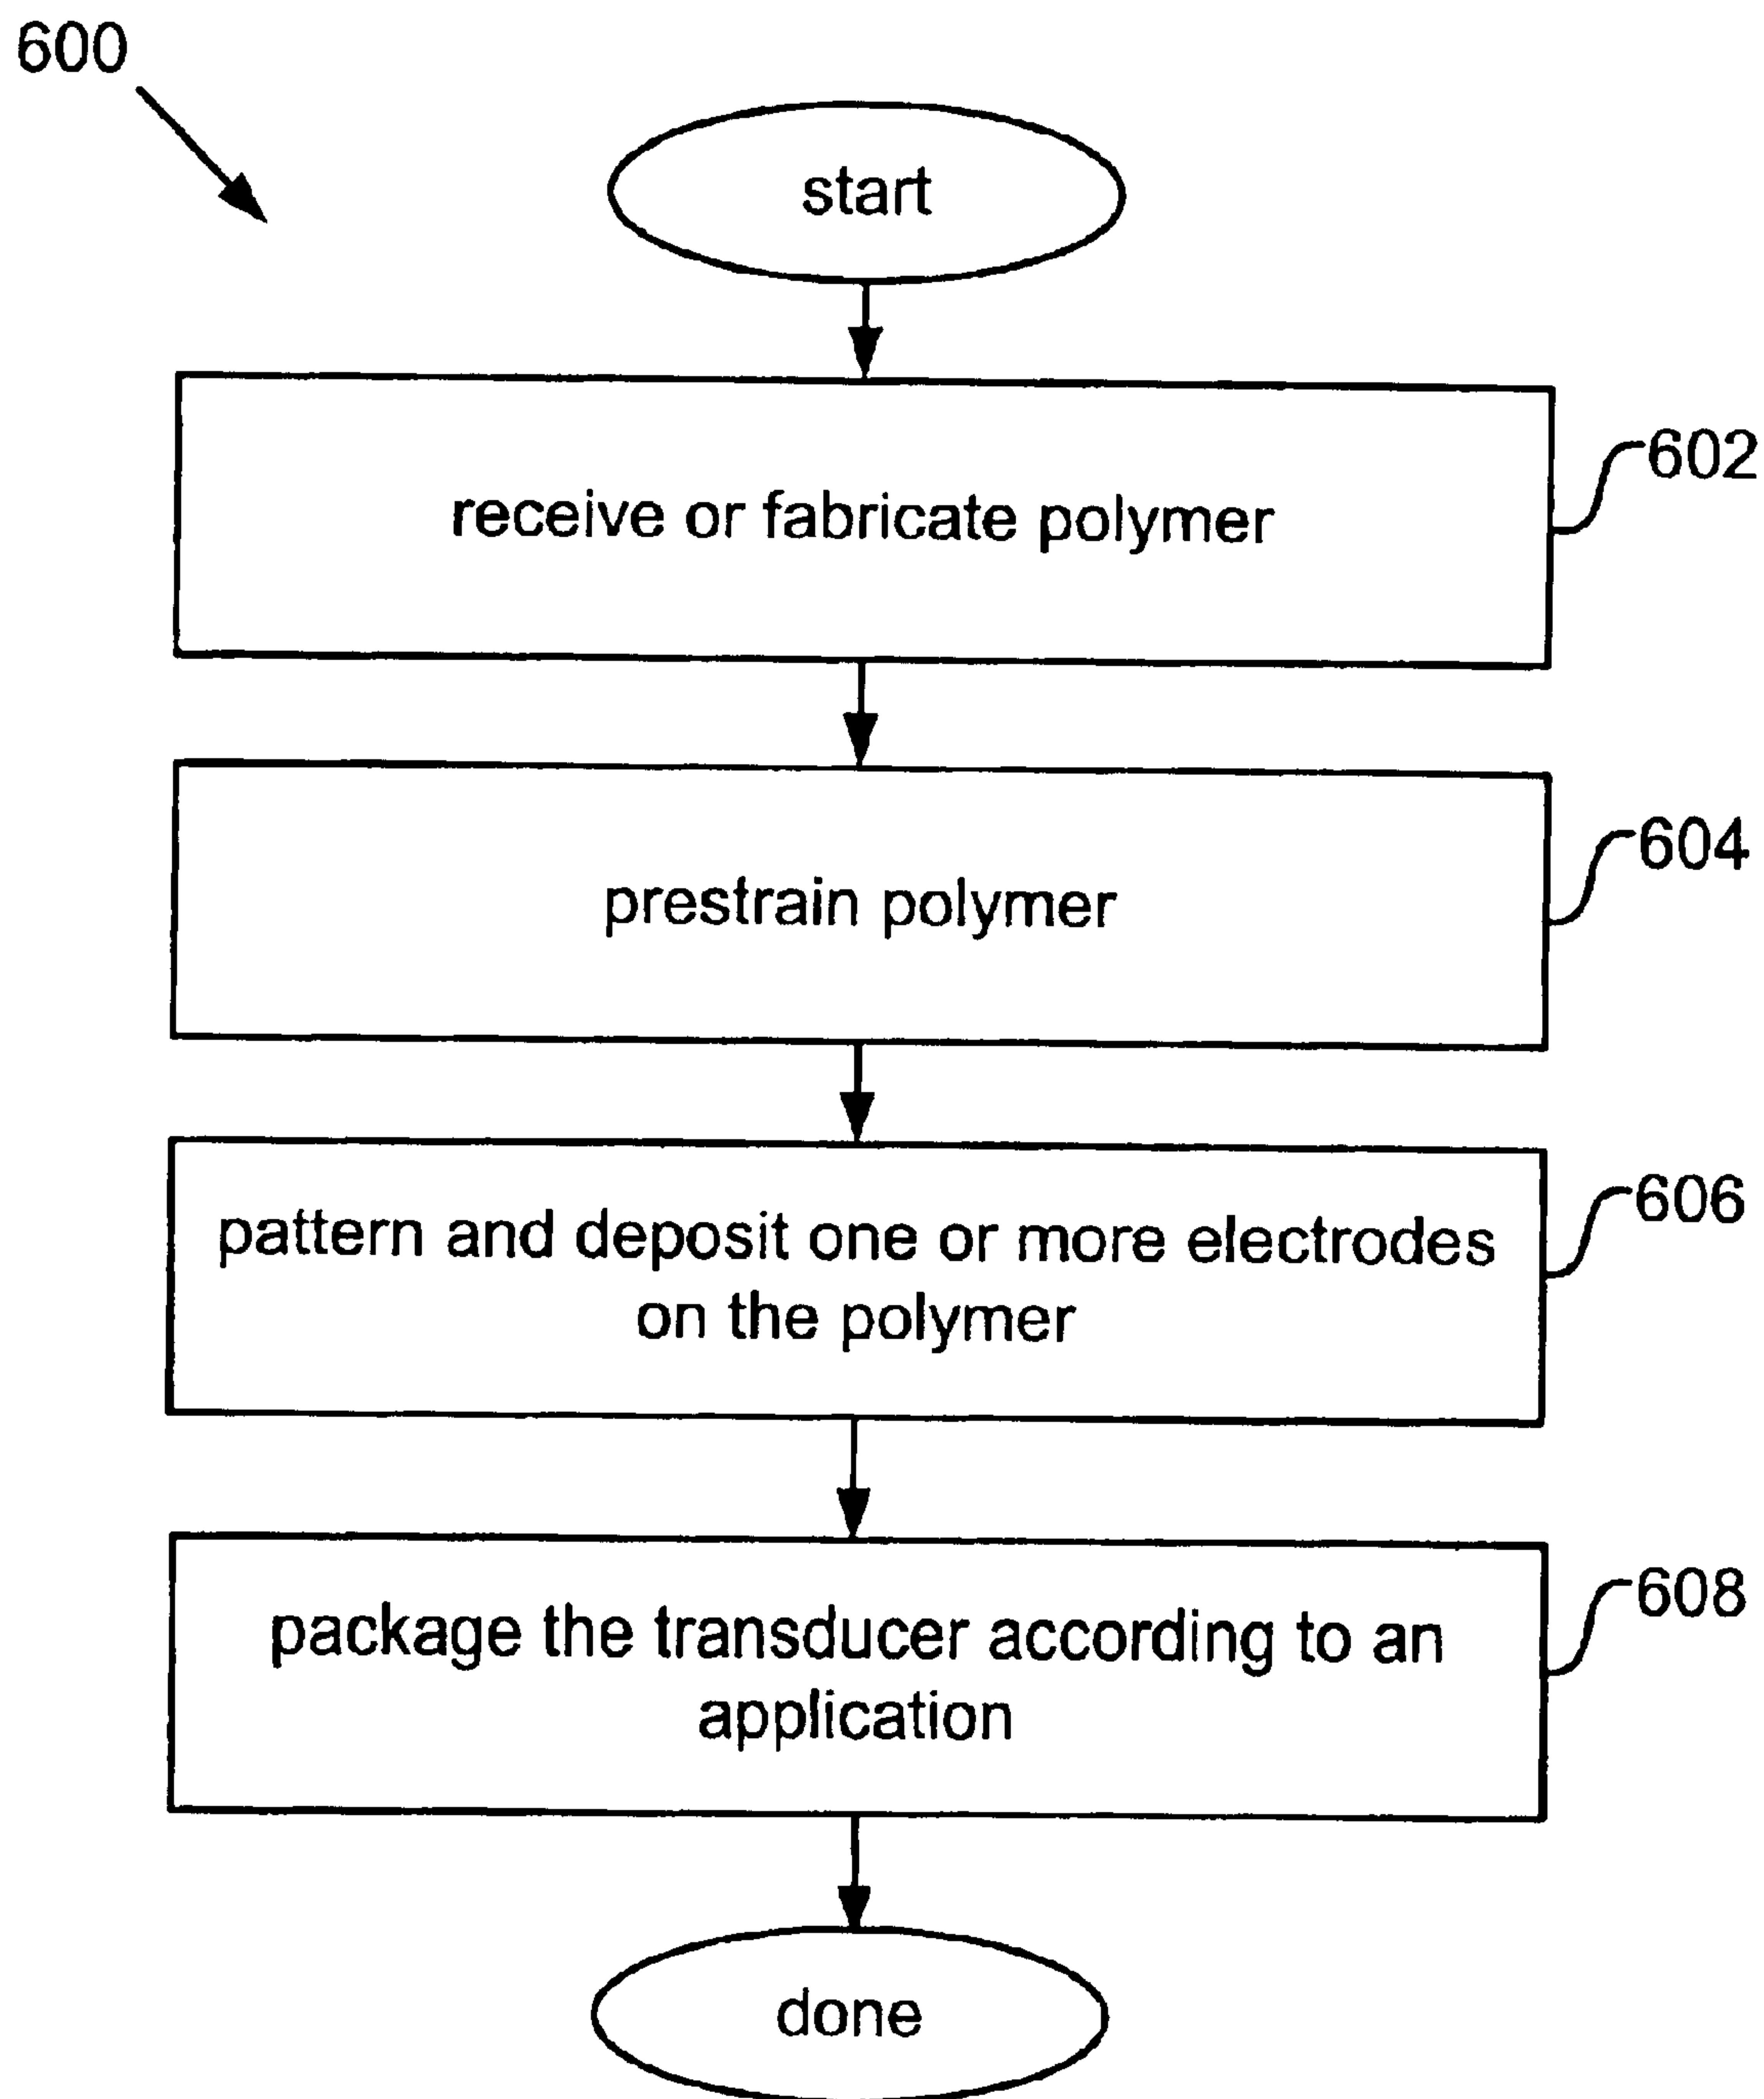 600
start
receive or fabricate polymer
602
prestrain polymer
604
pattern and deposit one or more electrodes
on the polymer
606
package the transducer according to an
application
608
done